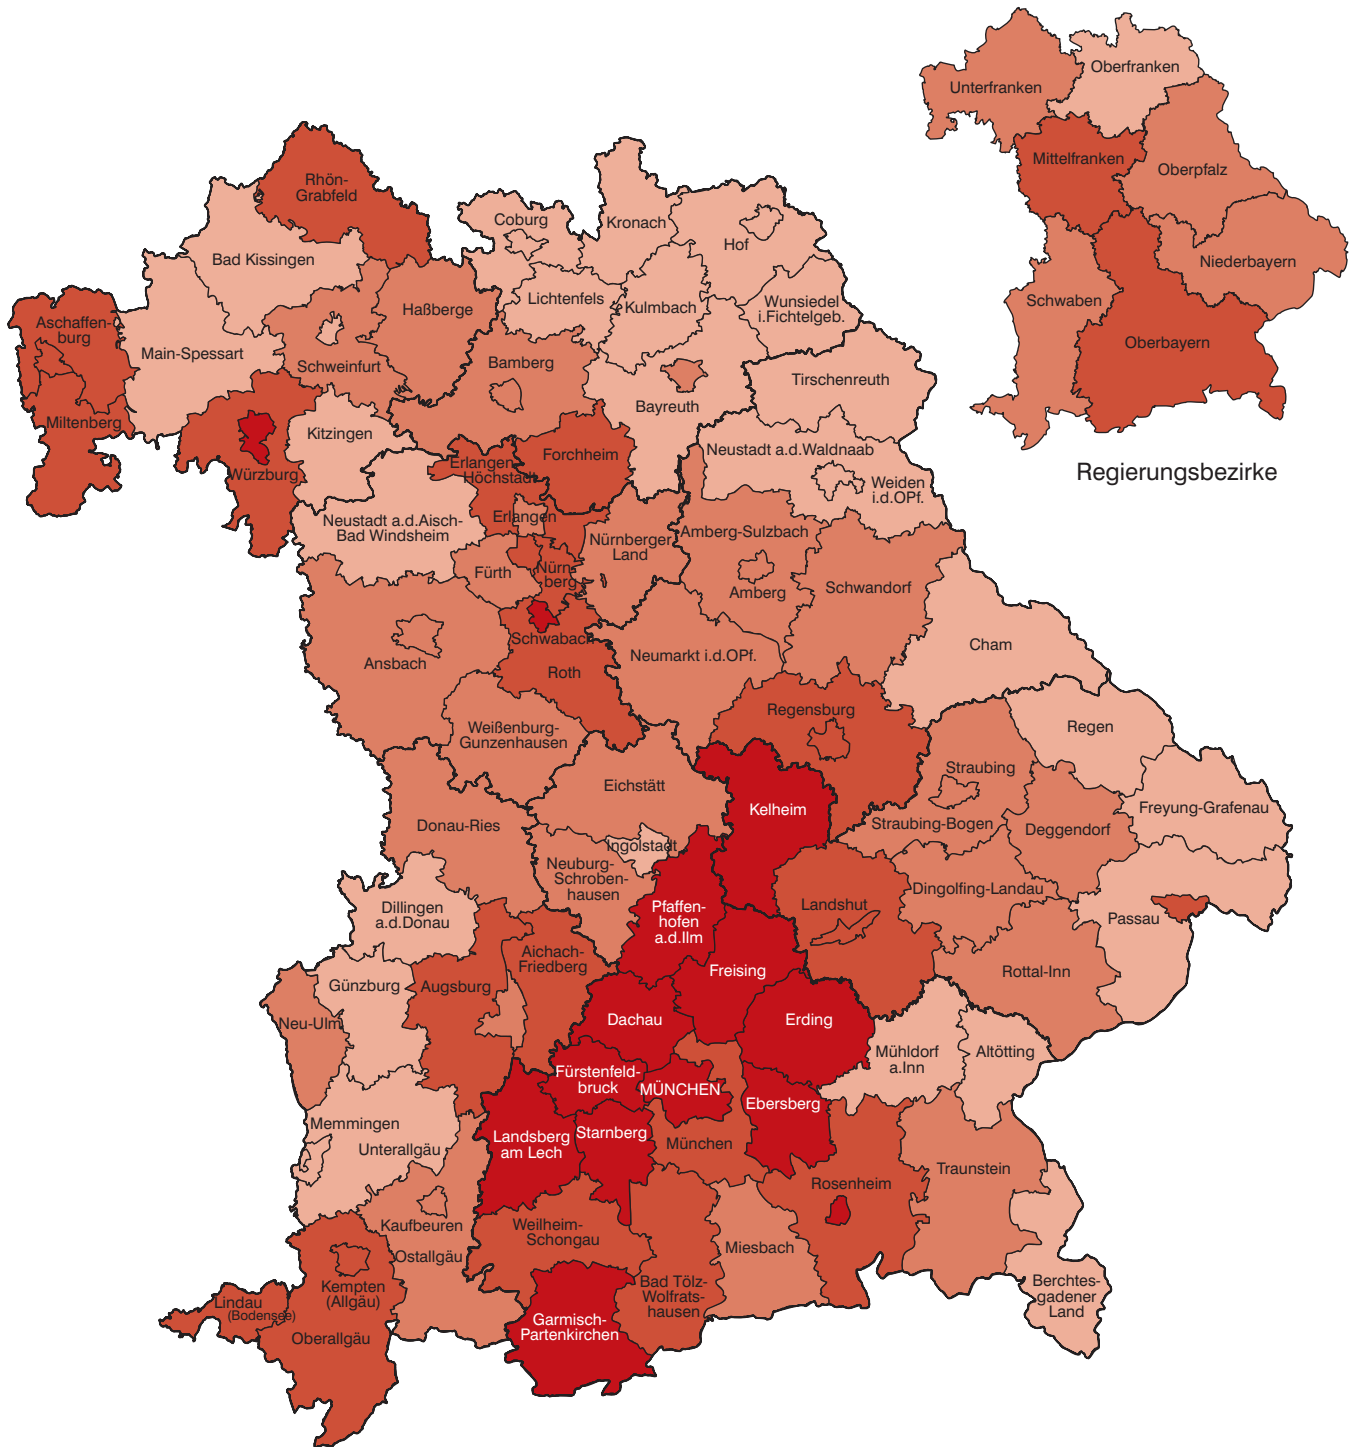 Oberfranken
Unterfranken
Mittelfranken
Oberpfalz
Niederbayern
Schwaben
Oberbayern
Regierungsbezirke
Rhön-
Grabfeld
Coburg
Kronach
Hof
Bad Kissingen
Lichtenfels
Kulmbach
Wunsiedel
i.Fichtelgeb.
Haßberge
Aschaffen-
burg
Main-Spessart
Schweinfurt
Bamberg
Tirschenreuth
Bayreuth
Miltenberg
Kitzingen
Würzburg
Erlangen-
Höchstadt
Forchheim
Neustadt a.d.Waldnaab
Weiden
i.d.OPf.
Neustadt a.d.Aisch-
Bad Windsheim
Erlangen
Nürnberger
Land
Amberg-Sulzbach
Fürth
Nürn-
berg
Amberg
Schwandorf
Schwabach
Ansbach
Roth
Neumarkt i.d.OPf.
Cham
Weißenburg-
Gunzenhausen
Regensburg
Regen
Eichstätt
Straubing
Kelheim
Freyung-Grafenau
Donau-Ries
Straubing-Bogen
Deggendorf
Ingolstadt
Neuburg-
Schroben-
hausen
Dingolfing-Landau
Dillingen
a.d.Donau
Pfaffen-
hofen
a.d.Ilm
Landshut
Passau
Aichach-
Friedberg
Freising
Rottal-Inn
Günzburg
Augsburg
Neu-Ulm
Dachau
Erding
Mühldorf
a.Inn
Altötting
Fürstenfeld-
bruck
MÜNCHEN
Ebersberg
Memmingen
Unterallgäu
Landsberg
am Lech
Starnberg
München
Traunstein
Rosenheim
Kaufbeuren
Ostallgäu
Weilheim-
Schongau
Miesbach
Bad Tölz-
Wolfrats-
hausen
Berchtes-
gadener
Land
Kempten
(Allgäu)
Lindau
(Bodensee)
Oberallgäu
Garmisch-
Partenkirchen